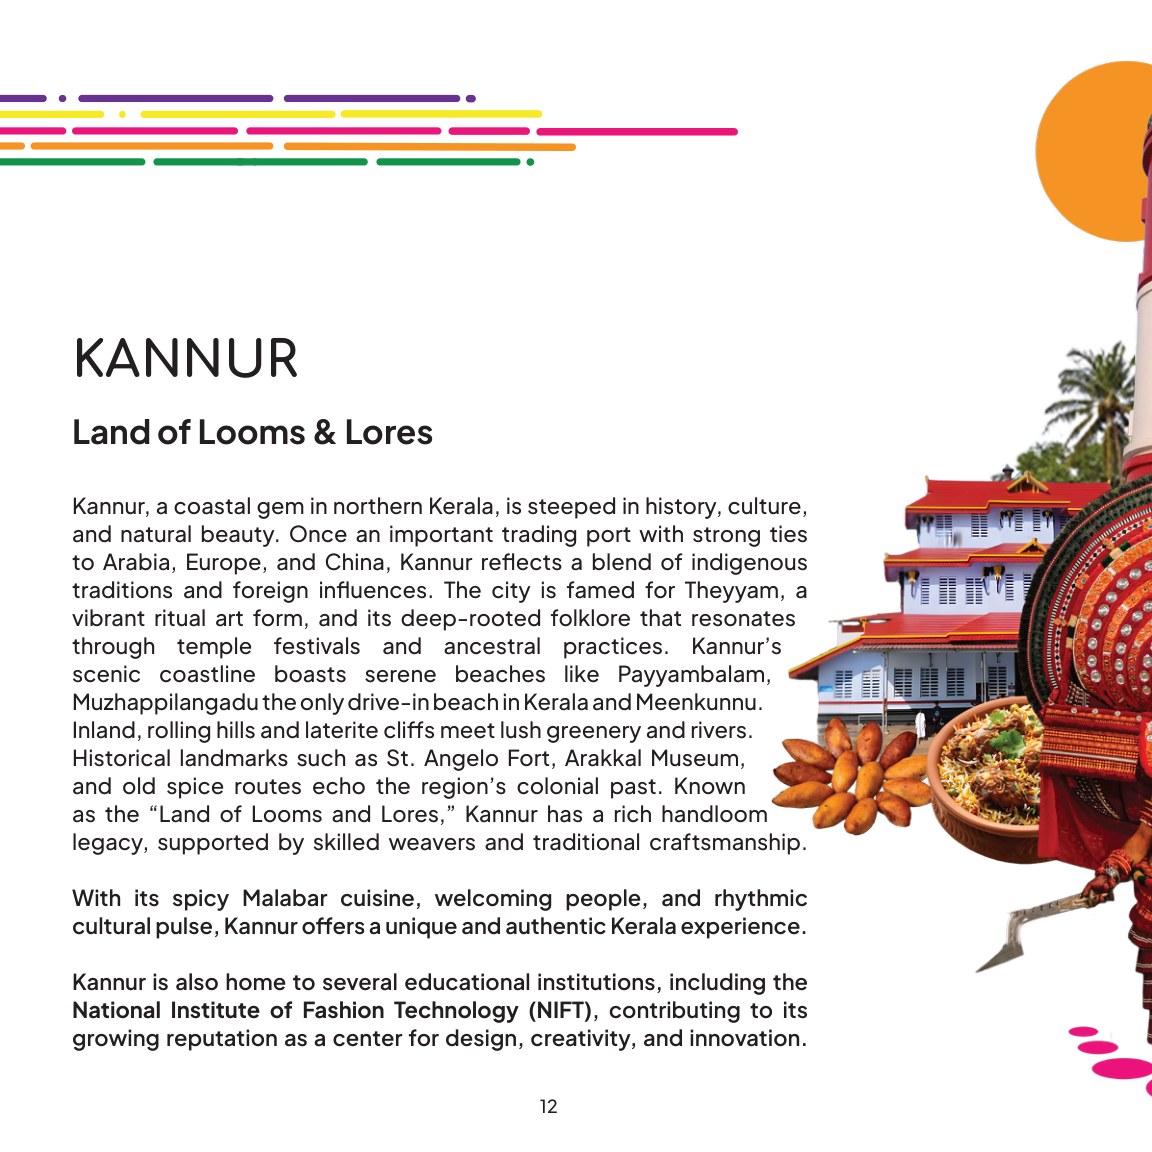 KANNUR
Land of Looms & Lores
Kannur, a coastal gem in northern Kerala, is steeped in history, culture,
and natural beauty. Once an important trading port with strong ties
to Arabia, Europe, and China, Kannur reflects a blend of indigenous
traditions and foreign influences. The city is famed for Theyyam, a
vibrant ritual art form, and its deep-rooted folklore that resonates
through temple festivals and ancestral practices. Kannur’s
scenic coastline boasts serene beaches like Payyambalam,
Muzhappilangadu the only drive-in beach in Kerala and Meenkunnu.
Inland, rolling hills and laterite cliffs meet lush greenery and rivers.
Historical landmarks such as St. Angelo Fort, Arakkal Museum,
and old spice routes echo the region’s colonial past. Known
as the “Land of Looms and Lores,” Kannur has a rich handloom
legacy, supported by skilled weavers and traditional craftsmanship.
With its spicy Malabar cuisine, welcoming people, and rhythmic
cultural pulse, Kannur offers a unique and authentic Kerala experience.
Kannur is also home to several educational institutions, including the
National Institute of Fashion Technology (NIFT), contributing to its
growing reputation as a center for design, creativity, and innovation.
12